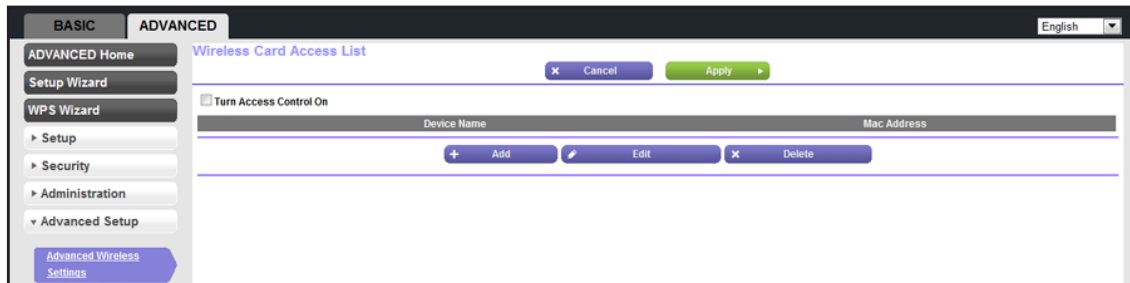 BASIC ADVANCED English
ADVANCED Home
Setup Wizard
WPS Wizard
Setup
Security
Administration
Advanced Setup
Advanced Wireless
Settings
Wireless Card Access List
Cancel Apply
Turn Access Control On
Device Name Mac Address
Add Edit Delete